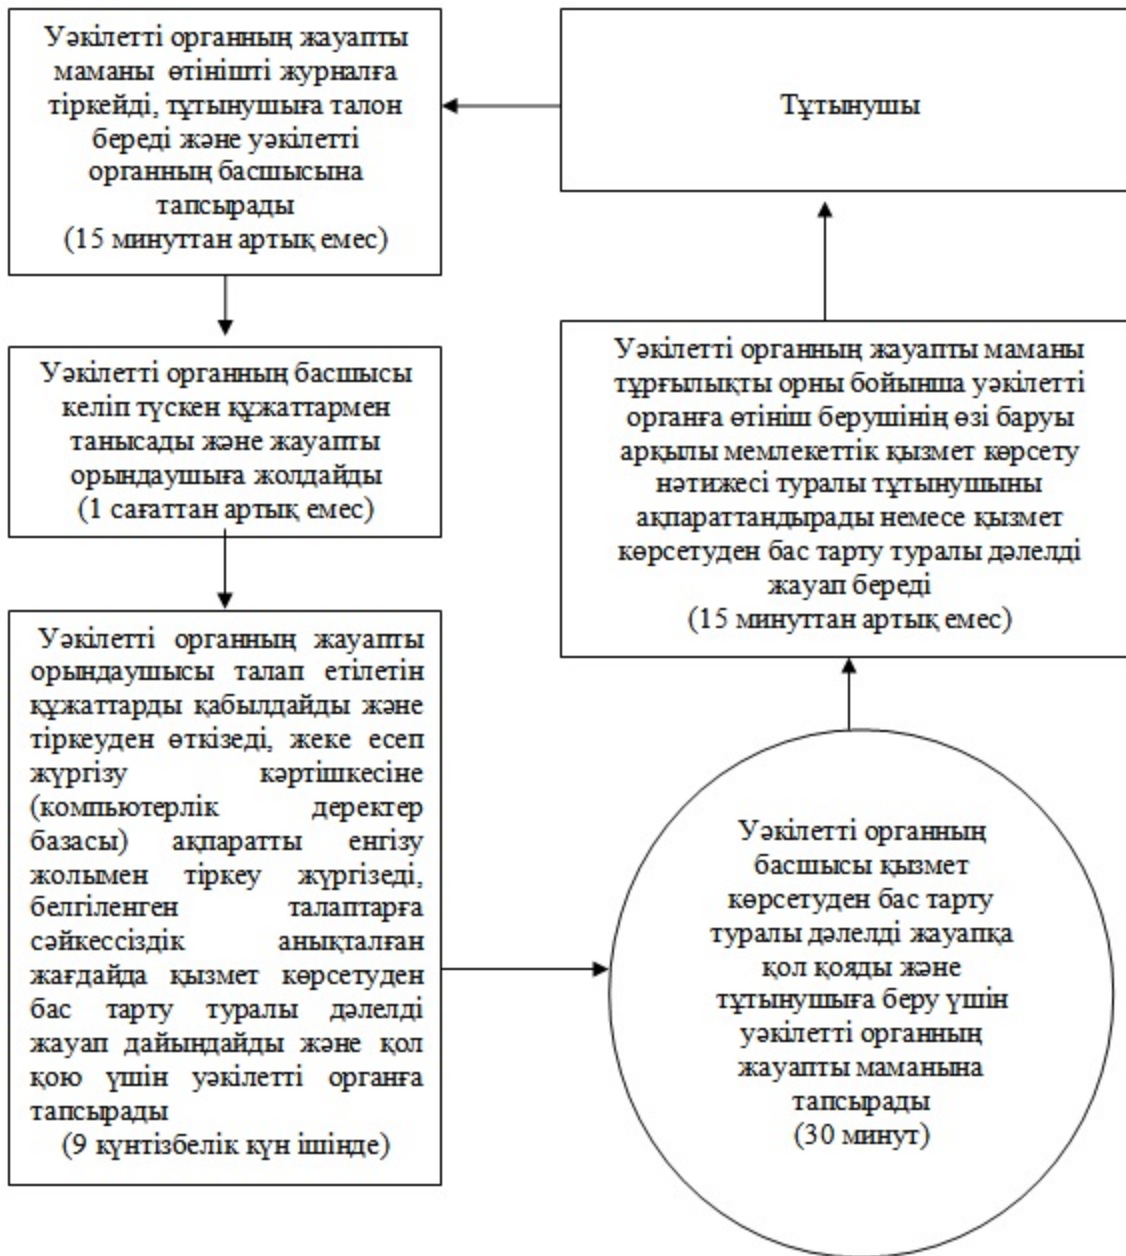 Уәкілетті органның жауапты
маманы өтінішті журналға
тіркейді, тұтынушыға талон
береді және уәкілетті
органның басшысына
тапсырады
(15 минуттан артық емес)
Тұтынушы
Уәкілетті органның басшысы
келіп түскен құжаттармен
танысады және жауапты
орындаушыға жолдайды
(1 сағаттан артық емес)
Уәкілетті органның жауапты маманы
тұрғылықты орны бойынша уәкілетті
органға өтініш берушінің өзі баруы
арқылы мемлекеттік қызмет көрсету
нәтижесі туралы тұтынушыны
ақпараттандырады немесе қызмет
көрсетуден бас тарту туралы дәлелді
жауап береді
(15 минуттан артық емес)
Уәкілетті органның жауапты
орындаушысы талап етілетін
құжаттарды қабылдайды және
тіркеуден өткізеді, жеке есеп
жүргізу кәртішкесіне
(компьютерлік деректер
базасы) ақпаратты енгізу
жолымен тіркеу жүргізеді,
белгіленген талаптарға
сәйкессіздік анықталған
жағдайда қызмет көрсетуден
бас тарту туралы дәлелді
жауап дайындайды және қол
қою үшін уәкілетті органға
тапсырады
(9 күнтізбелік күн ішінде)
Уәкілетті органның
басшысы қызмет
көрсетуден бас тарту
туралы дәлелді жауапқа
қол қояды және
тұтынушыға беру үшін
уәкілетті органның
жауапты маманына
тапсырады
(30 минут)